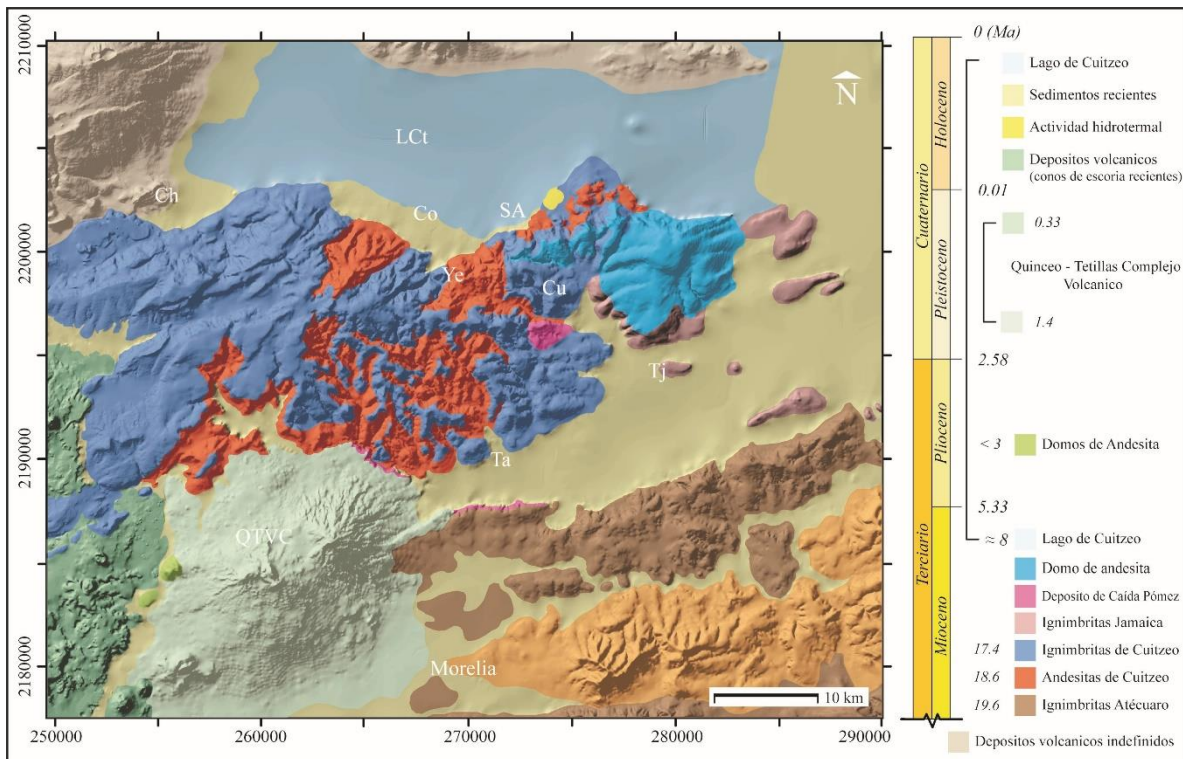 2210000
2200000
2190000
2180000
250000
260000
270000
280000
290000
N
LCt
Ch
Co
SA
Ye
Cu
Tj
Ta
QTVC
Morelia
10 km
0 (Ma)
Lago de Cuitzeo
Sedimentos recientes
Actividad hidrotermal
Depositos volcanicos
(conos de escoria recientes)
Holoceno
Cuaternario
0.01
0.33
Quinceo - Tetillas Complejo
Volcanico
1.4
Pleistoceno
2.58
Plioceno
< 3 Domos de Andesita
5.33
≈ 8
Terciario
Mioceno
Lago de Cuitzeo
Domo de andesita
Deposito de Caída Pómez
Ignimbritas Jamaica
17.4 Ignimbritas de Cuitzeo
18.6 Andesitas de Cuitzeo
19.6 Ignimbritas Atécuaro
Depositos volcanicos indefinidos